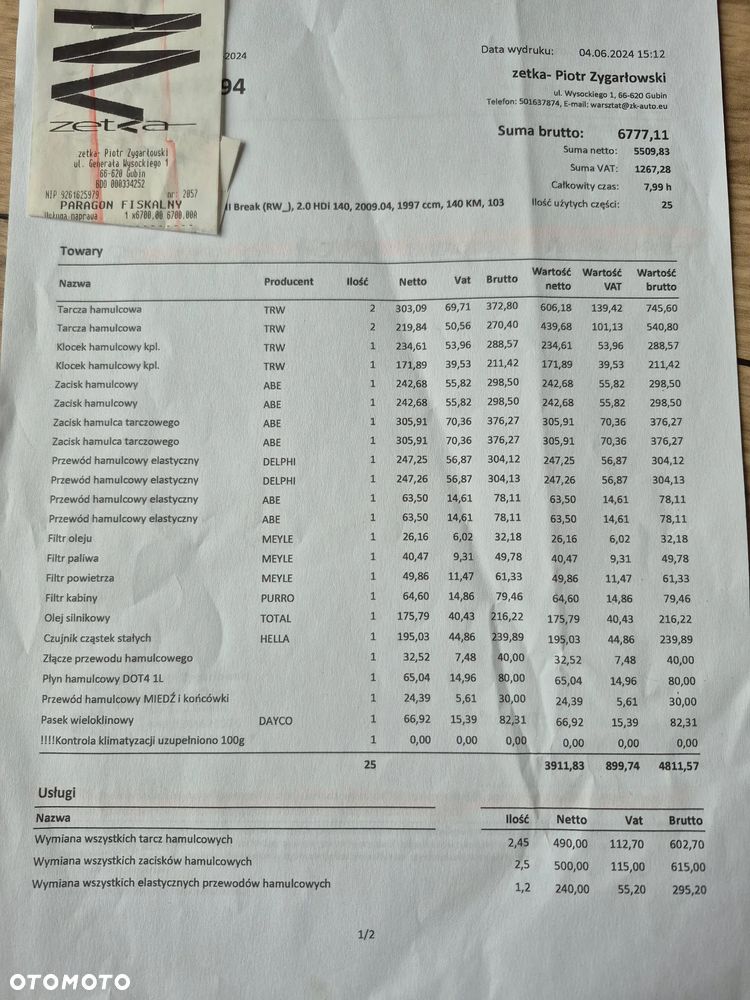 2024
Data wydruku: 04.06.2024 15:12
94
zetka- Piotr Zygarłowski
ul. Wysockiego 1, 66-620 Gubin
Telefon: 501637874, E-mail: warsztat@zk-auto.eu
Suma brutto: 6777,11
Suma netto: 5509,83
Suma VAT: 1267,28
Całkowity czas: 7,99 h
Ilość użytych części: 25
zetka
zetka- Piotr Zygarłowski
ul. Generała Wysockiego 1
66-620 Gubin
BDO 000334252
NIP 9261625979 nr: 2057
PARAGON FISKALNY
Usługa naprawa 1 x6700,00 6700,00A
II Break (RW_), 2.0 HDi 140, 2009.04, 1997 ccm, 140 KM, 103
Towary
Nazwa Producent Ilość Netto Vat Brutto Wartość netto Wartość VAT Wartość brutto
Tarcza hamulcowa TRW 2 303,09 69,71 372,80 606,18 139,42 745,60
Tarcza hamulcowa TRW 2 219,84 50,56 270,40 439,68 101,13 540,80
Klocek hamulcowy kpl. TRW 1 234,61 53,96 288,57 234,61 53,96 288,57
Klocek hamulcowy kpl. TRW 1 171,89 39,53 211,42 171,89 39,53 211,42
Zacisk hamulcowy ABE 1 242,68 55,82 298,50 242,68 55,82 298,50
Zacisk hamulcowy ABE 1 242,68 55,82 298,50 242,68 55,82 298,50
Zacisk hamulca tarczowego ABE 1 305,91 70,36 376,27 305,91 70,36 376,27
Zacisk hamulca tarczowego ABE 1 305,91 70,36 376,27 305,91 70,36 376,27
Przewód hamulcowy elastyczny DELPHI 1 247,25 56,87 304,12 247,25 56,87 304,12
Przewód hamulcowy elastyczny DELPHI 1 247,26 56,87 304,13 247,26 56,87 304,13
Przewód hamulcowy elastyczny ABE 1 63,50 14,61 78,11 63,50 14,61 78,11
Przewód hamulcowy elastyczny ABE 1 63,50 14,61 78,11 63,50 14,61 78,11
Filtr oleju MEYLE 1 26,16 6,02 32,18 26,16 6,02 32,18
Filtr paliwa MEYLE 1 40,47 9,31 49,78 40,47 9,31 49,78
Filtr powietrza MEYLE 1 49,86 11,47 61,33 49,86 11,47 61,33
Filtr kabiny PURRO 1 64,60 14,86 79,46 64,60 14,86 79,46
Olej silnikowy TOTAL 1 175,79 40,43 216,22 175,79 40,43 216,22
Czujnik cząstek stałych HELLA 1 195,03 44,86 239,89 195,03 44,86 239,89
Złącze przewodu hamulcowego 1 32,52 7,48 40,00 32,52 7,48 40,00
Płyn hamulcowy DOT4 1L 1 65,04 14,96 80,00 65,04 14,96 80,00
Przewód hamulcowy MIEDŹ i końcówki 1 24,39 5,61 30,00 24,39 5,61 30,00
Pasek wieloklinowy DAYCO 1 66,92 15,39 82,31 66,92 15,39 82,31
!!!!Kontrola klimatyzacji uzupełniono 100g 1 0,00 0,00 0,00 0,00 0,00 0,00
25 3911,83 899,74 4811,57
Usługi
Nazwa Ilość Netto Vat Brutto
Wymiana wszystkich tarcz hamulcowych 2,45 490,00 112,70 602,70
Wymiana wszystkich zacisków hamulcowych 2,5 500,00 115,00 615,00
Wymiana wszystkich elastycznych przewodów hamulcowych 1,2 240,00 55,20 295,20
1/2
OTOMOTO